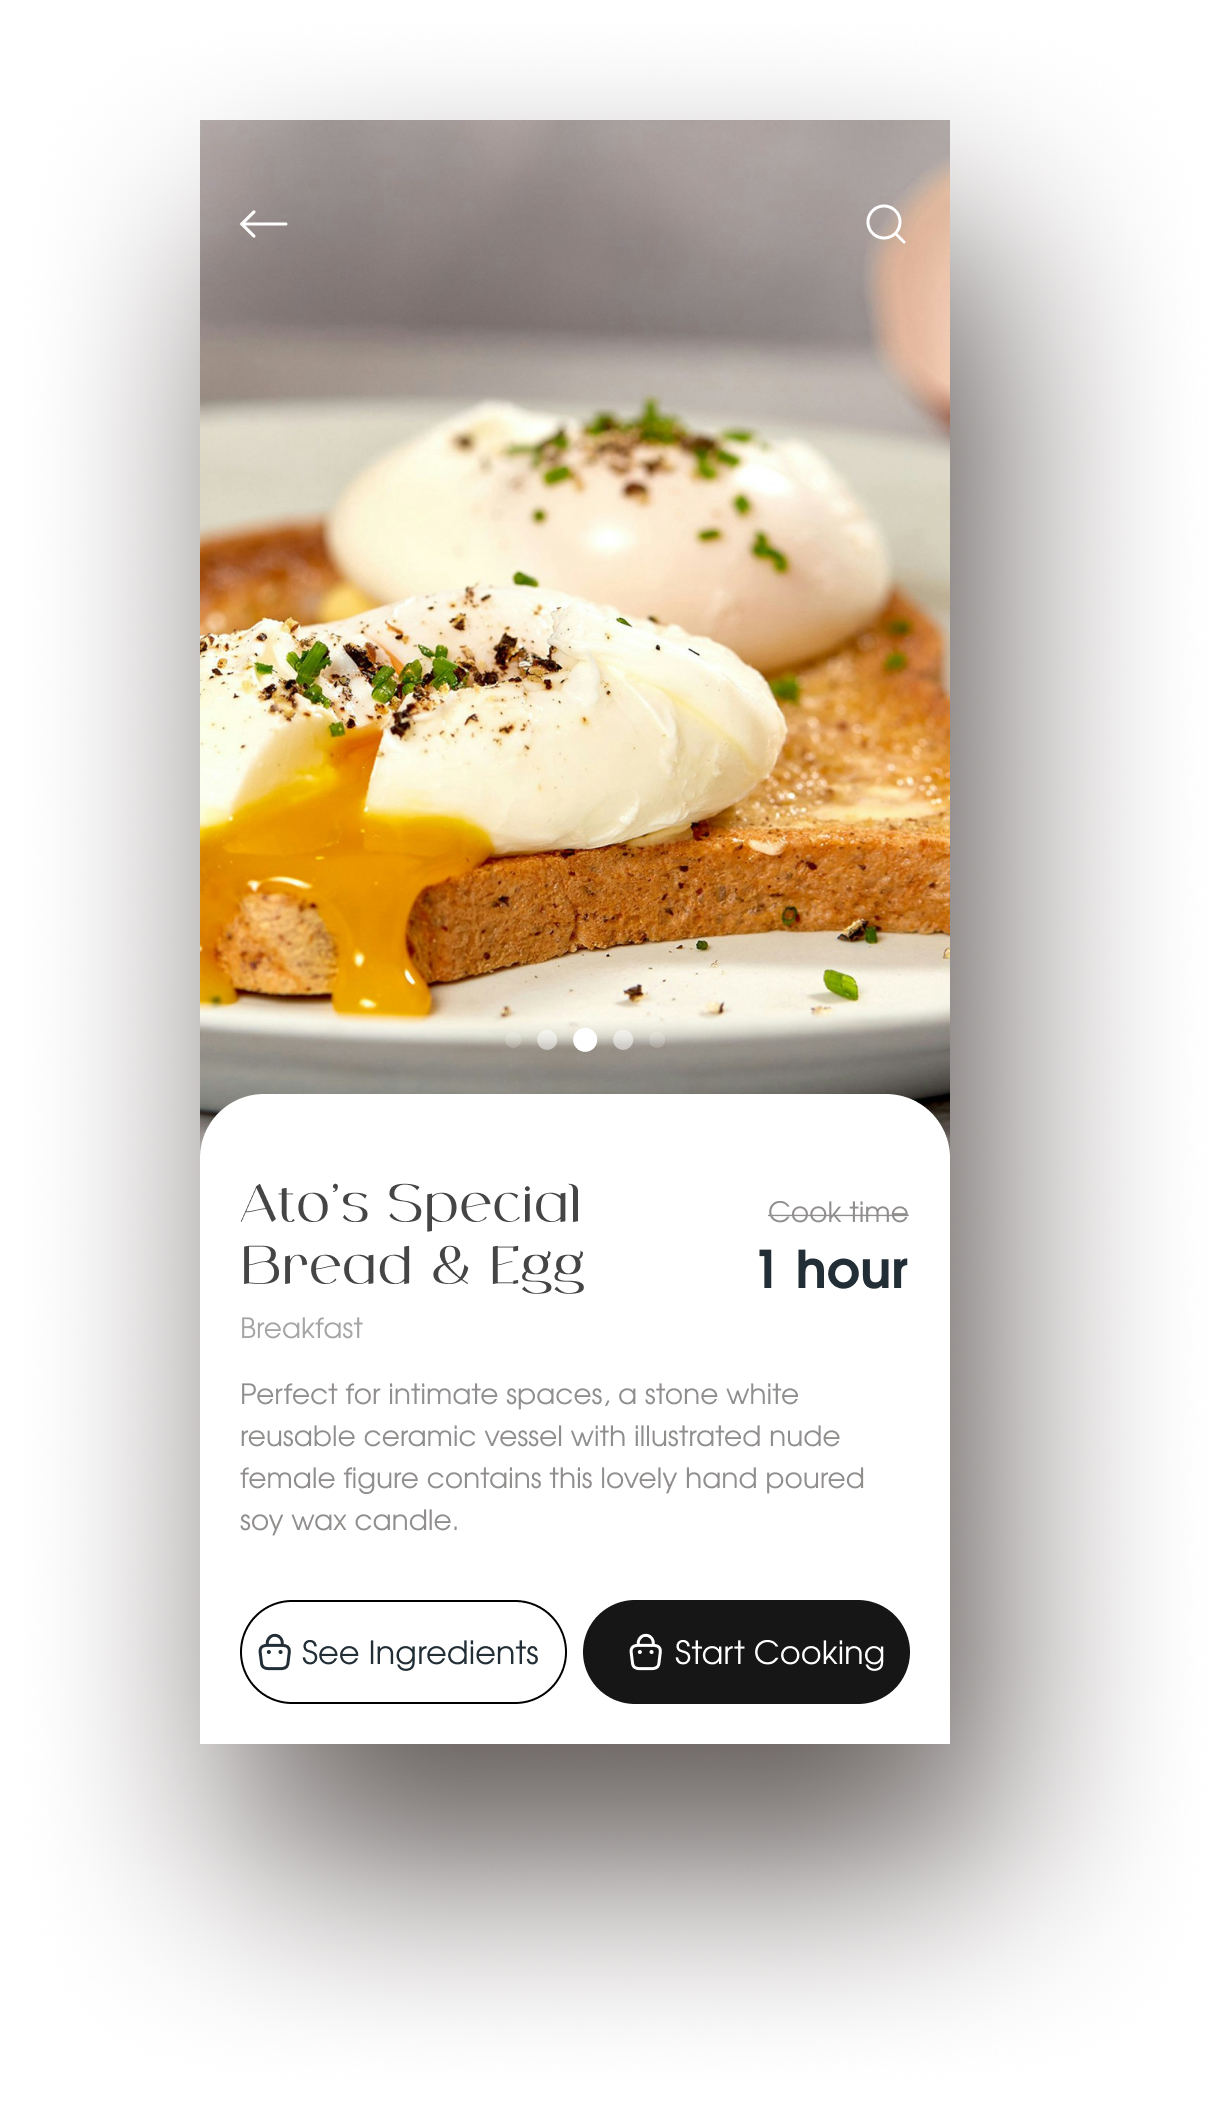 Ato’s Special
Bread & Egg
Cook time
1 hour
Breakfast
Perfect for intimate spaces, a stone white
reusable ceramic vessel with illustrated nude
female figure contains this lovely hand poured
soy wax candle.
See Ingredients
Start Cooking